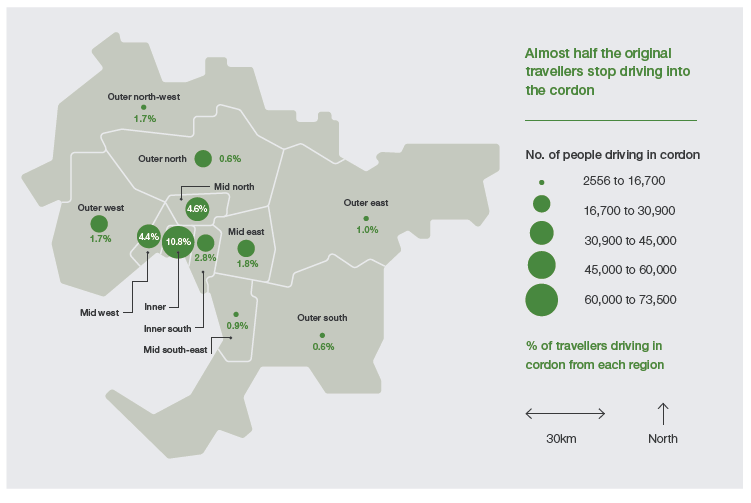 Almost half the original
travellers stop driving into
the cordon
No. of people driving in cordon
2556 to 16,700
16,700 to 30,900
30,900 to 45,000
45,000 to 60,000
60,000 to 73,500
% of travellers driving in
cordon from each region
30km
North
Outer north-west
1.7%
Outer north
0.6%
Mid north
4.6%
Outer west
1.7%
4.4%
10.8%
2.8%
Mid east
1.8%
Outer east
1.0%
Mid west
Inner
Inner south
Mid south-east
0.9%
Outer south
0.6%